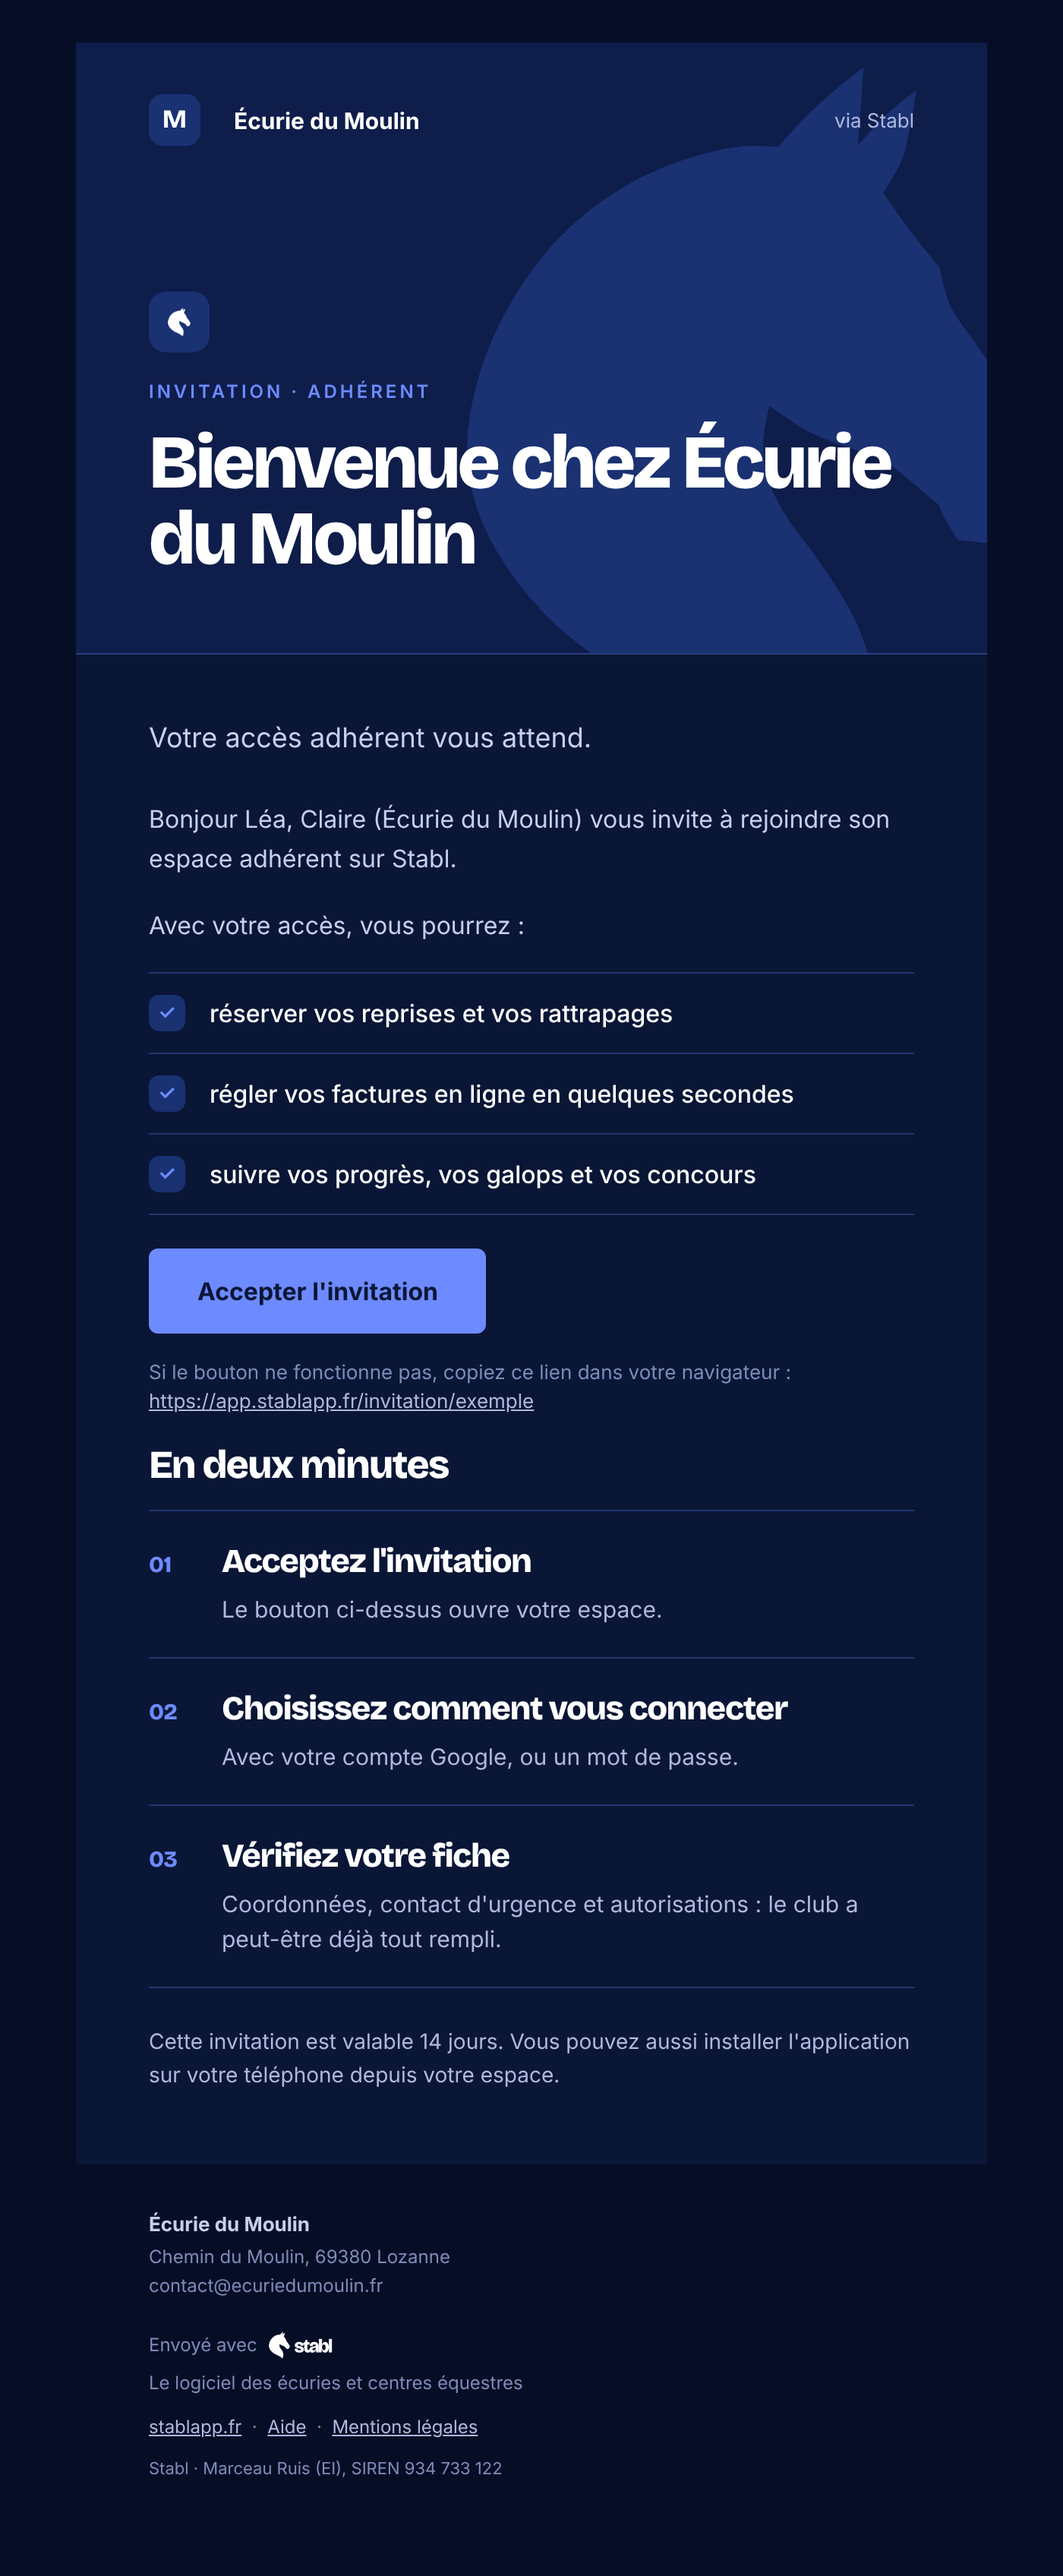 M
Écurie du Moulin
via Stabl
INVITATION · ADHÉRENT
Bienvenue chez Écurie
du Moulin
Votre accès adhérent vous attend.
Bonjour Léa, Claire (Écurie du Moulin) vous invite à rejoindre son
espace adhérent sur Stabl.
Avec votre accès, vous pourrez :
réserver vos reprises et vos rattrapages
régler vos factures en ligne en quelques secondes
suivre vos progrès, vos galops et vos concours
Accepter l'invitation
Si le bouton ne fonctionne pas, copiez ce lien dans votre navigateur :
https://app.stablapp.fr/invitation/exemple
En deux minutes
01
Acceptez l'invitation
Le bouton ci-dessus ouvre votre espace.
02
Choisissez comment vous connecter
Avec votre compte Google, ou un mot de passe.
03
Vérifiez votre fiche
Coordonnées, contact d'urgence et autorisations : le club a
peut-être déjà tout rempli.
Cette invitation est valable 14 jours. Vous pouvez aussi installer l'application
sur votre téléphone depuis votre espace.
Écurie du Moulin
Chemin du Moulin, 69380 Lozanne
contact@ecuriedumoulin.fr
Envoyé avec stabl
Le logiciel des écuries et centres équestres
stablapp.fr · Aide · Mentions légales
Stabl · Marceau Ruis (EI), SIREN 934 733 122